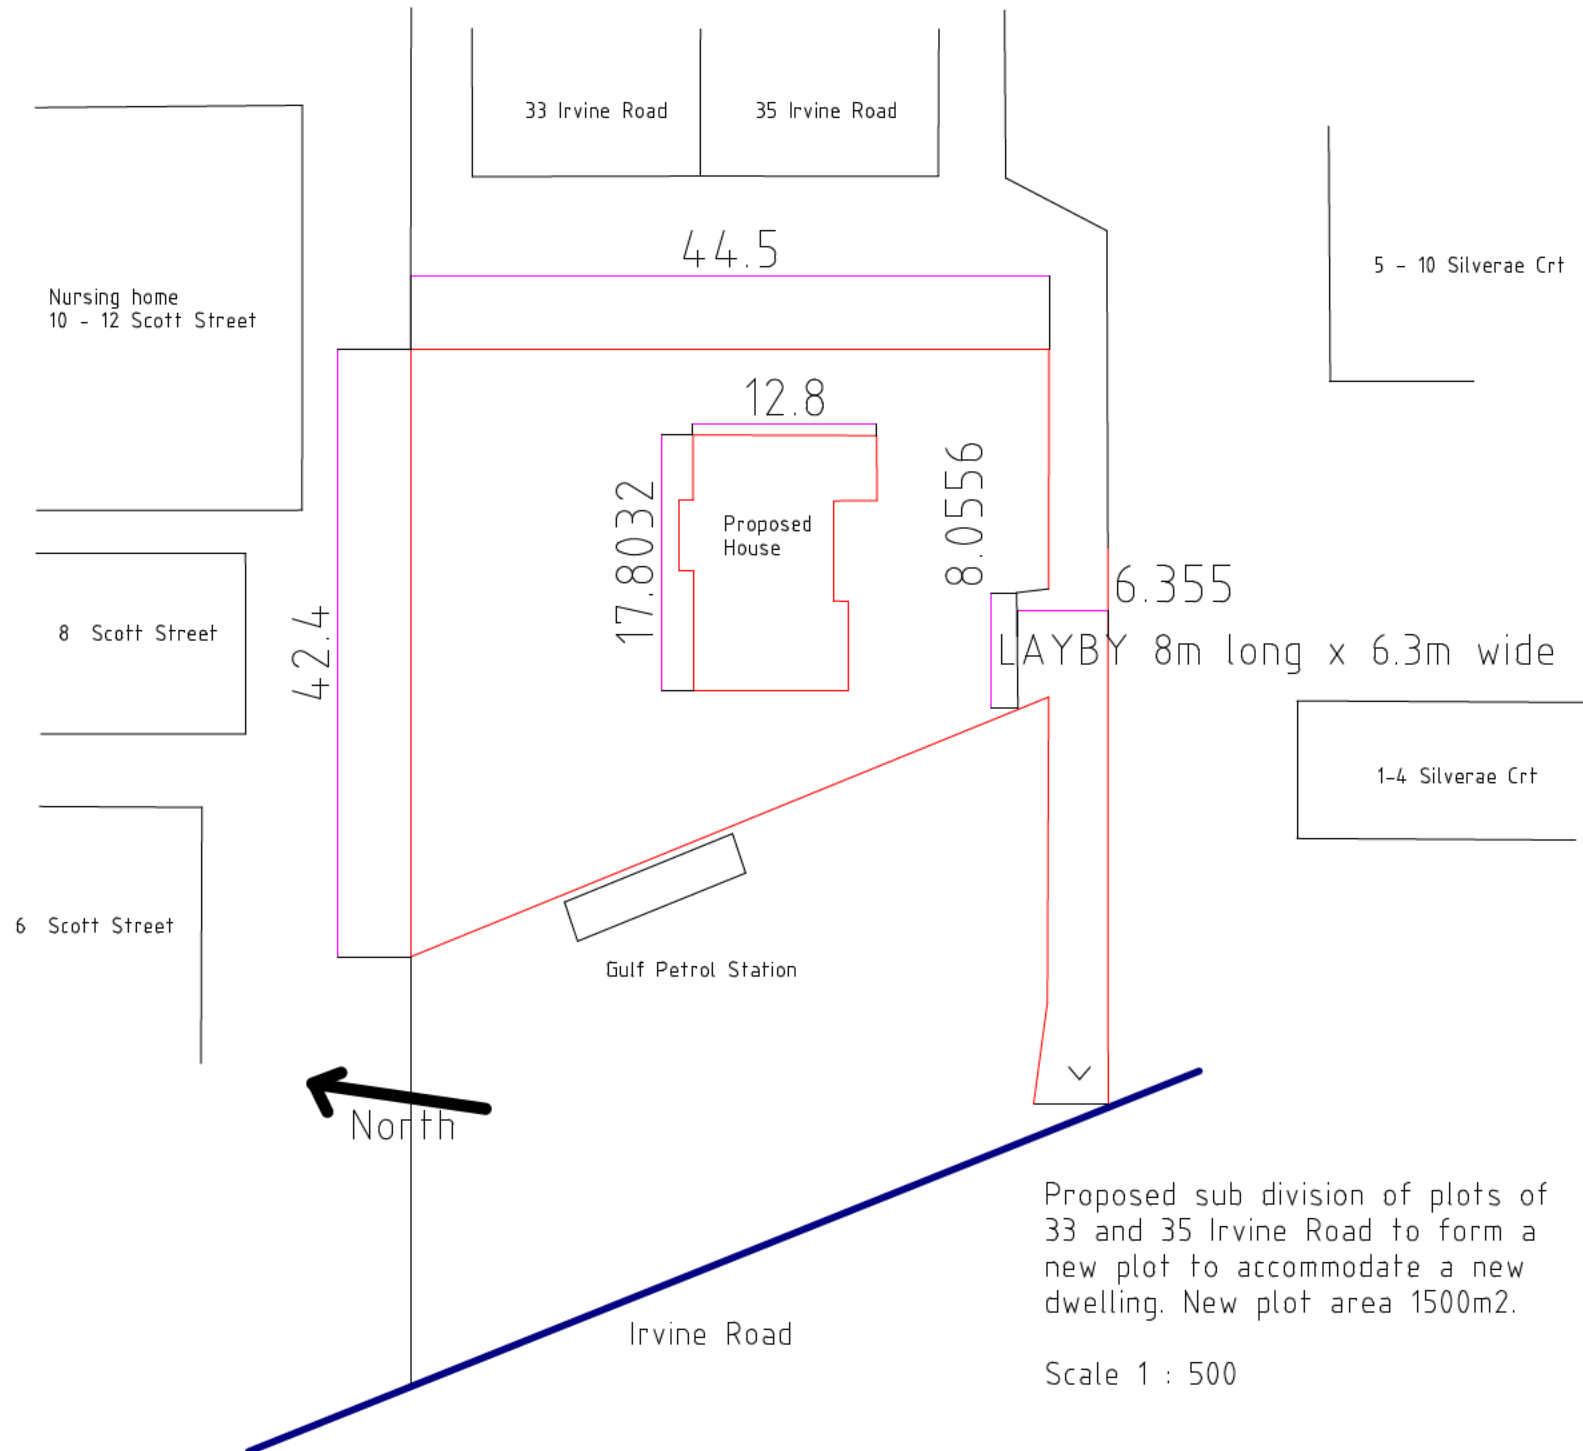 33 Irvine Road
35 Irvine Road
44.5
5 - 10 Silverae Crt
Nursing home
10 - 12 Scott Street
12.8
8.0556
17.8032
Proposed
House
6.355
8 Scott Street
42.4
LAYBY 8m long x 6.3m wide
1-4 Silverae Crt
6 Scott Street
Gulf Petrol Station
North
Proposed sub division of plots of
33 and 35 Irvine Road to form a
new plot to accommodate a new
dwelling. New plot area 1500m2.
Irvine Road
Scale 1 : 500